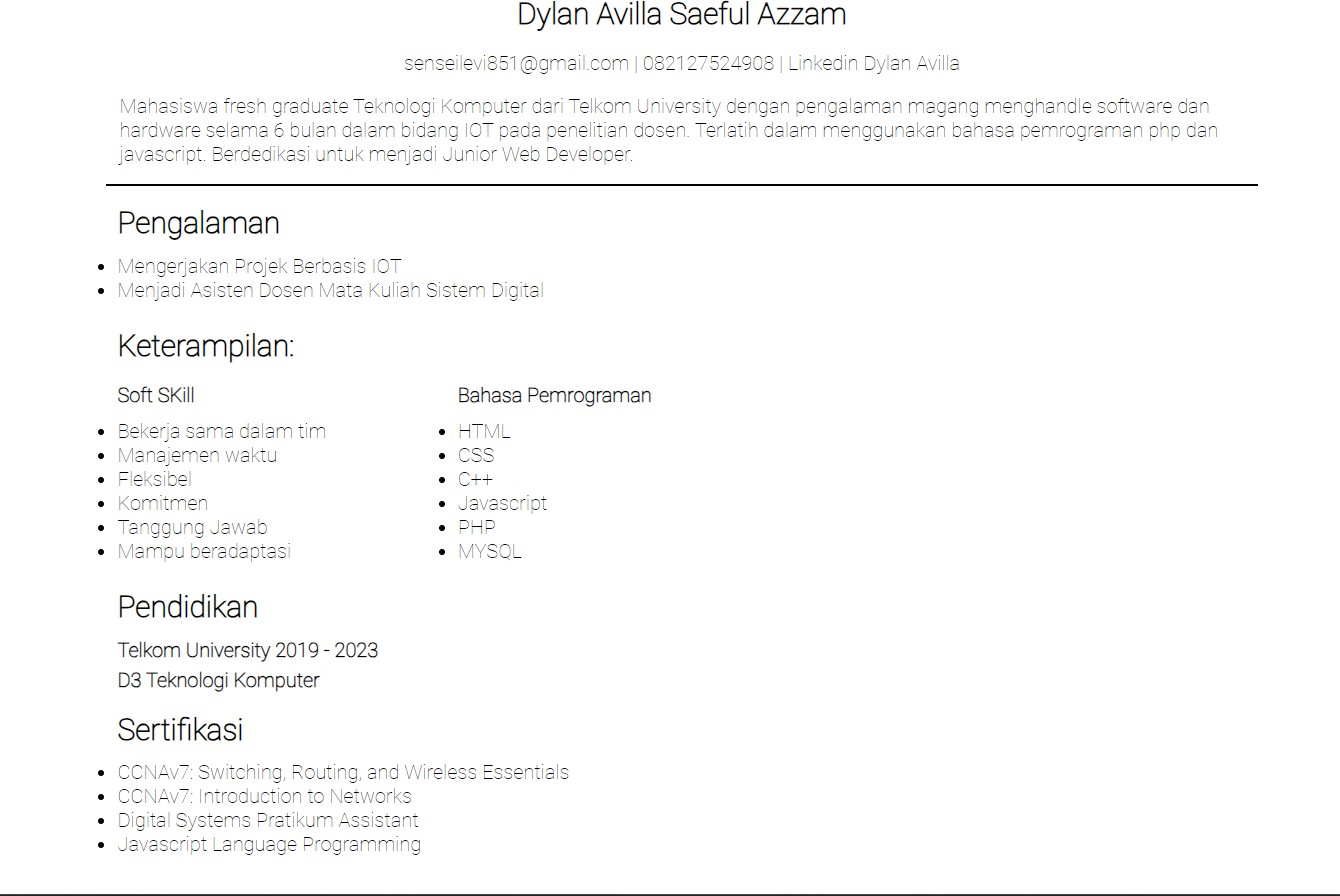 Dylan Avilla Saeful Azzam
senseilevi851@gmail.com | 082127524908 | Linkedin Dylan Avilla
Mahasiswa fresh graduate Teknologi Komputer dari Telkom University dengan pengalaman magang menghandle software dan
hardware selama 6 bulan dalam bidang IOT pada penelitian dosen. Terlatih dalam menggunakan bahasa pemrograman php dan
javascript. Berdedikasi untuk menjadi Junior Web Developer.
Pengalaman
• Mengerjakan Projek Berbasis IOT
• Menjadi Asisten Dosen Mata Kuliah Sistem Digital
Keterampilan:
Soft SKill
• Bekerja sama dalam tim
• Manajemen waktu
• Fleksibel
• Komitmen
• Tanggung Jawab
• Mampu beradaptasi
Bahasa Pemrograman
• HTML
• CSS
• C++
• Javascript
• PHP
• MYSQL
Pendidikan
Telkom University 2019 - 2023
D3 Teknologi Komputer
Sertifikasi
• CCNAv7: Switching, Routing, and Wireless Essentials
• CCNAv7: Introduction to Networks
• Digital Systems Pratikum Assistant
• Javascript Language Programming